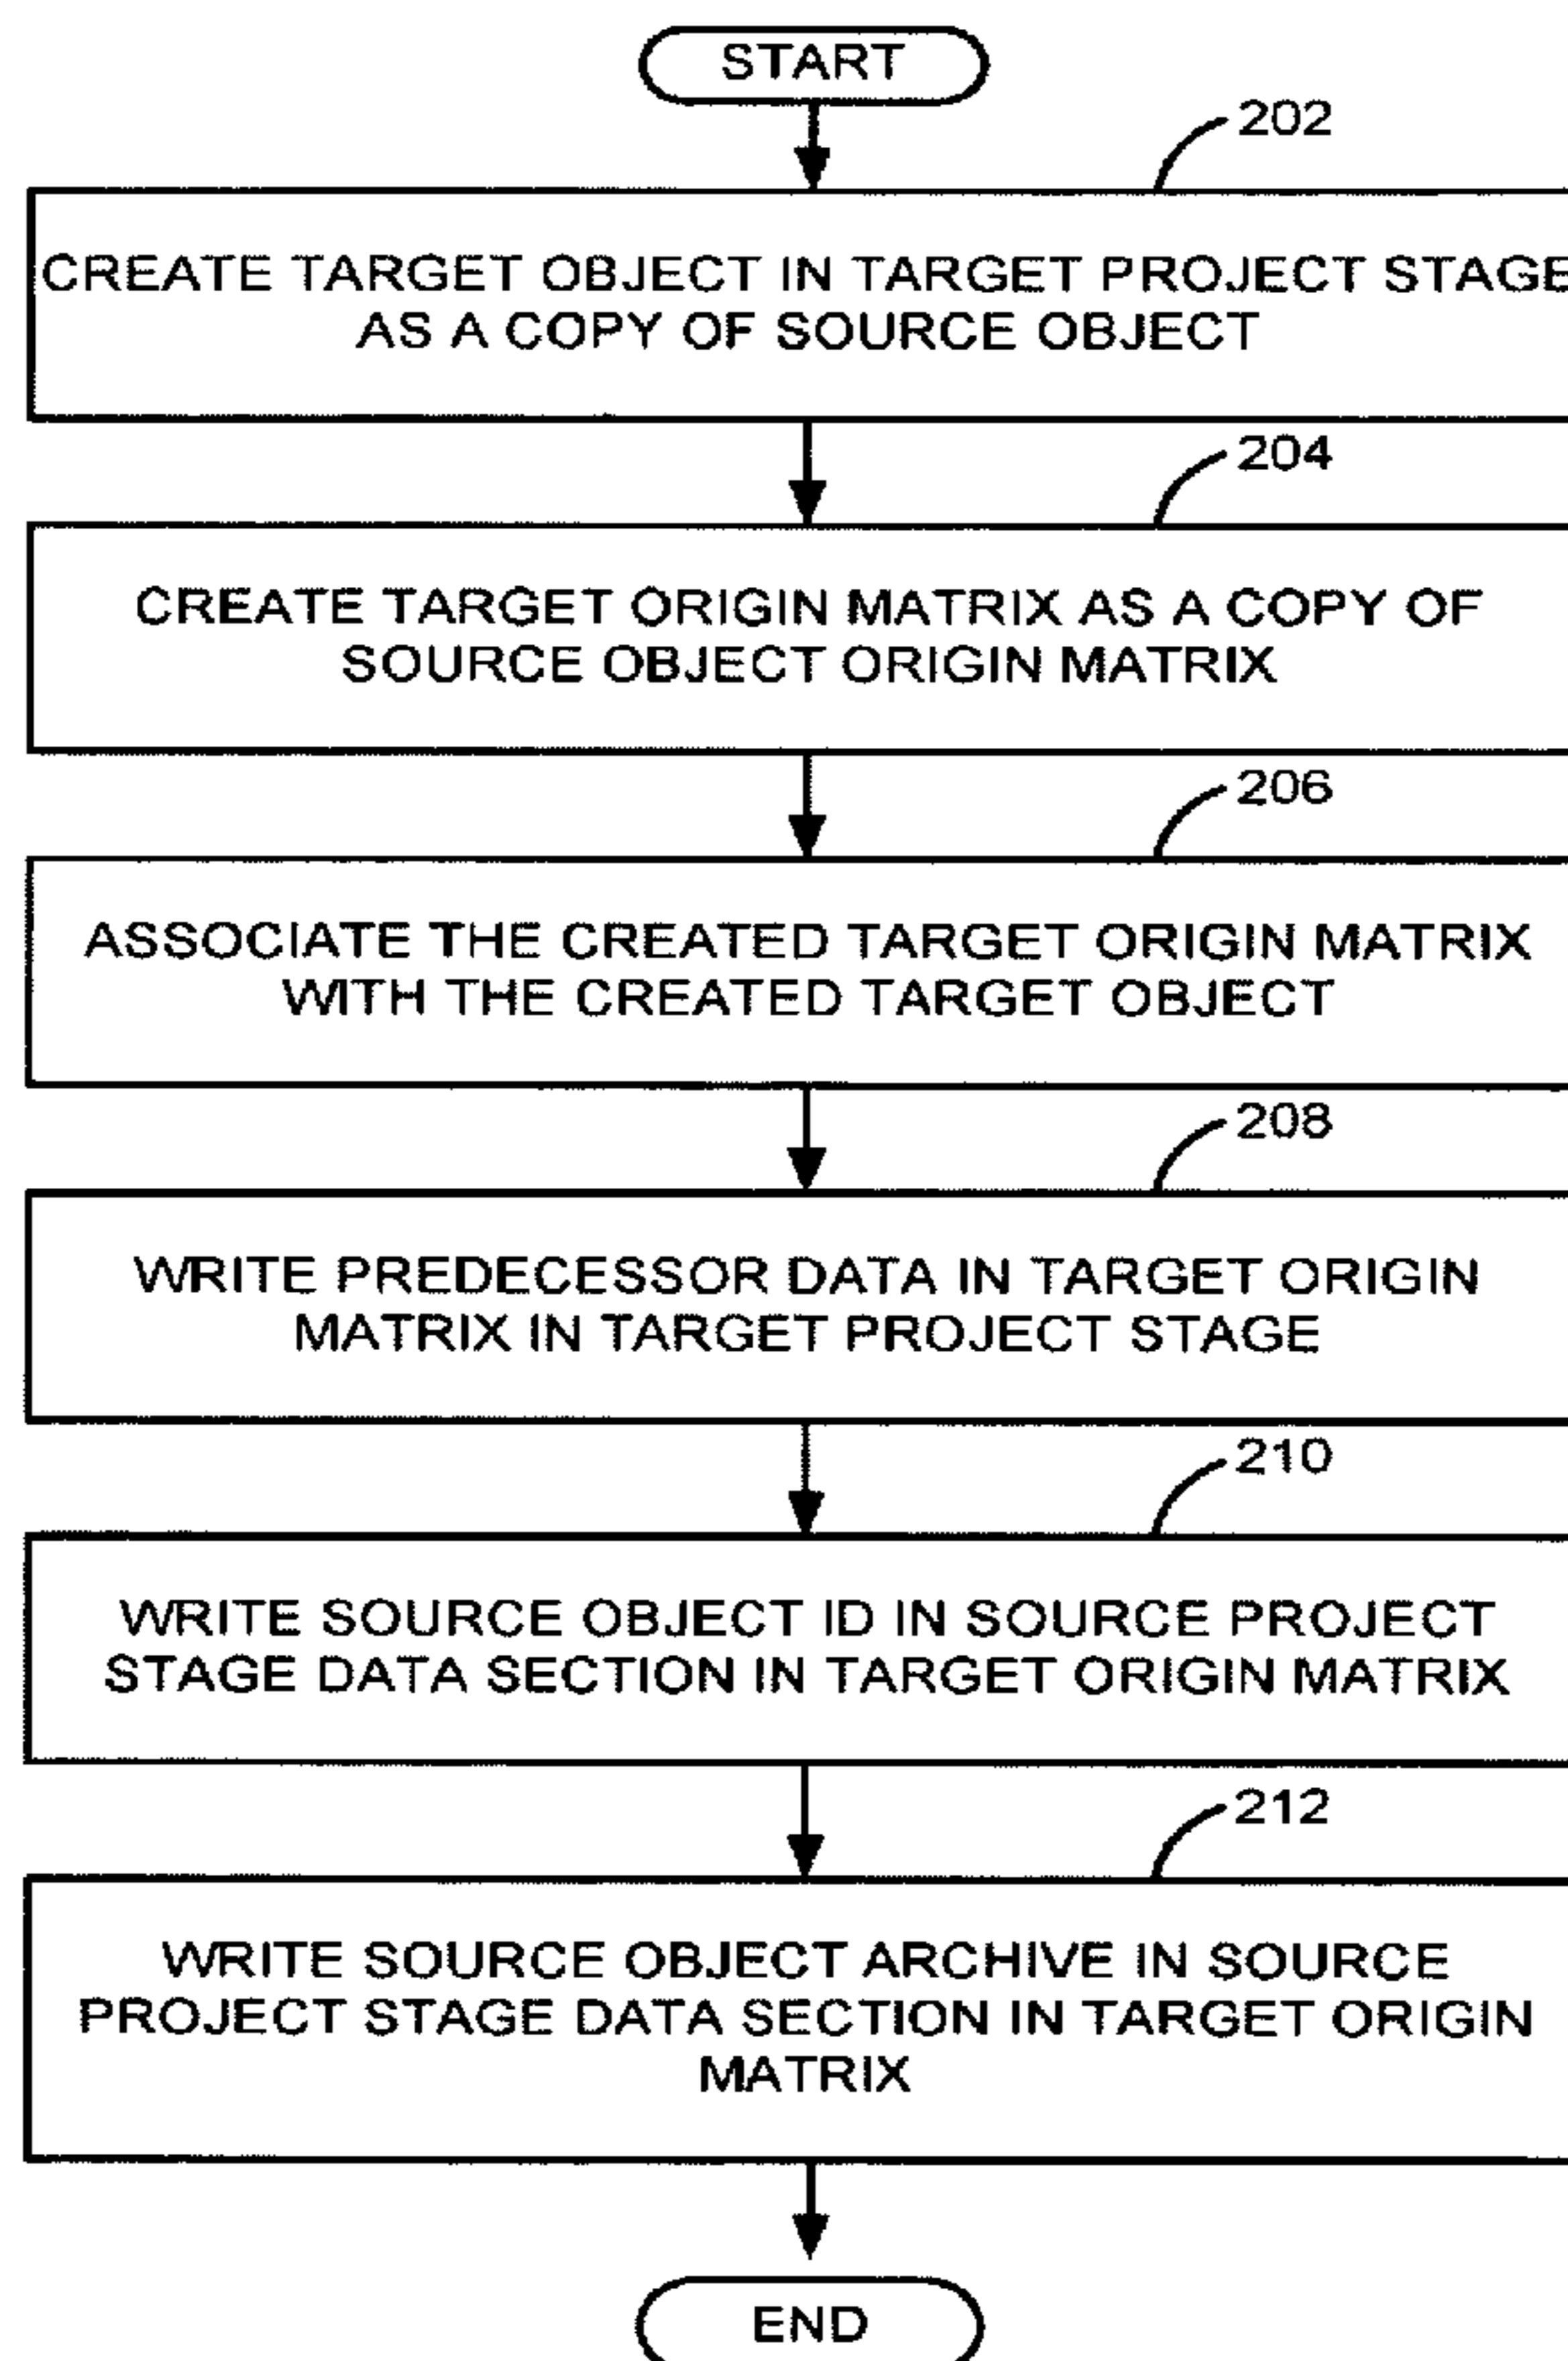 START
202
CREATE TARGET OBJECT IN TARGET PROJECT STAGE
AS A COPY OF SOURCE OBJECT
204
CREATE TARGET ORIGIN MATRIX AS A COPY OF
SOURCE OBJECT ORIGIN MATRIX
206
ASSOCIATE THE CREATED TARGET ORIGIN MATRIX
WITH THE CREATED TARGET OBJECT
208
WRITE PREDECESSOR DATA IN TARGET ORIGIN
MATRIX IN TARGET PROJECT STAGE
210
WRITE SOURCE OBJECT ID IN SOURCE PROJECT
STAGE DATA SECTION IN TARGET ORIGIN MATRIX
212
WRITE SOURCE OBJECT ARCHIVE IN SOURCE
PROJECT STAGE DATA SECTION IN TARGET ORIGIN
MATRIX
END